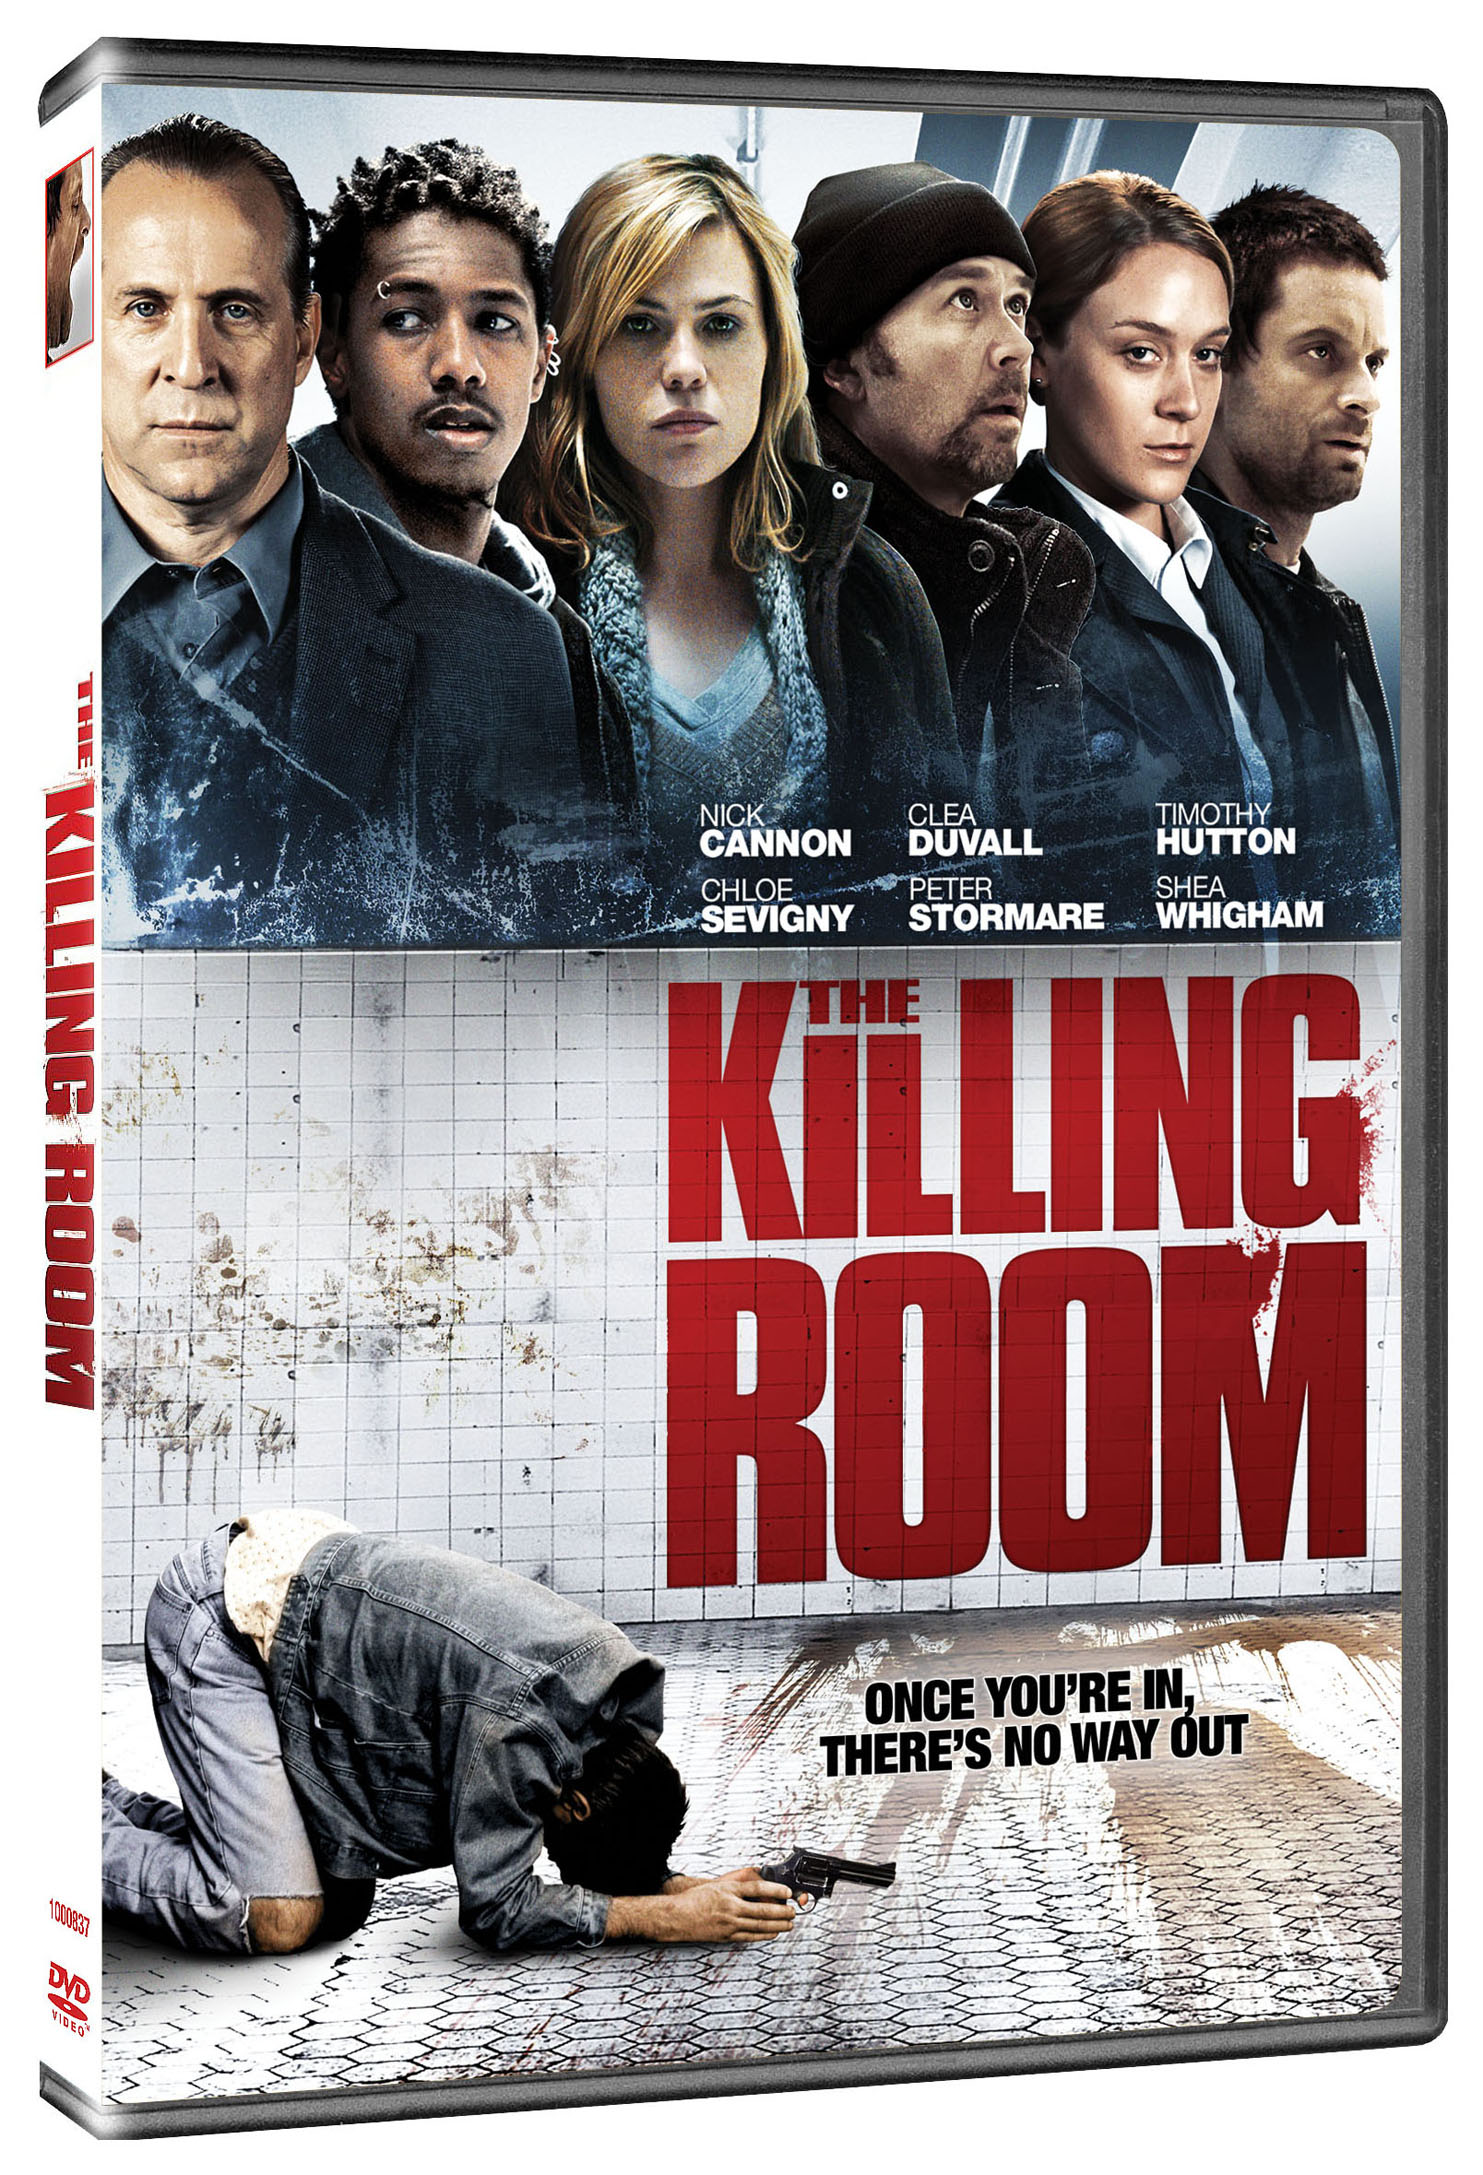 NICK
CANNON
CLEA
DUVALL
TIMOTHY
HUTTON
CHLOE
SEVIGNY
PETER
STORMARE
SHEA
WHIGHAM
THE
KiLLING
ROOM
ONCE YOU'RE IN,
THERE'S NO WAY OUT
THE KILLING ROOM
1000837
DVD
VIDEO